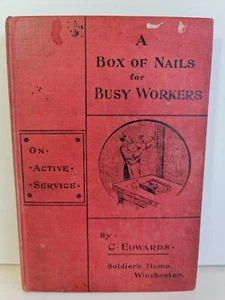 A
BOX OF NAILS
for
BUSY WORKERS
ON
ACTIVE
SERVICE
By
C. EDWARDS.
Soldier's Home,
Winchester.